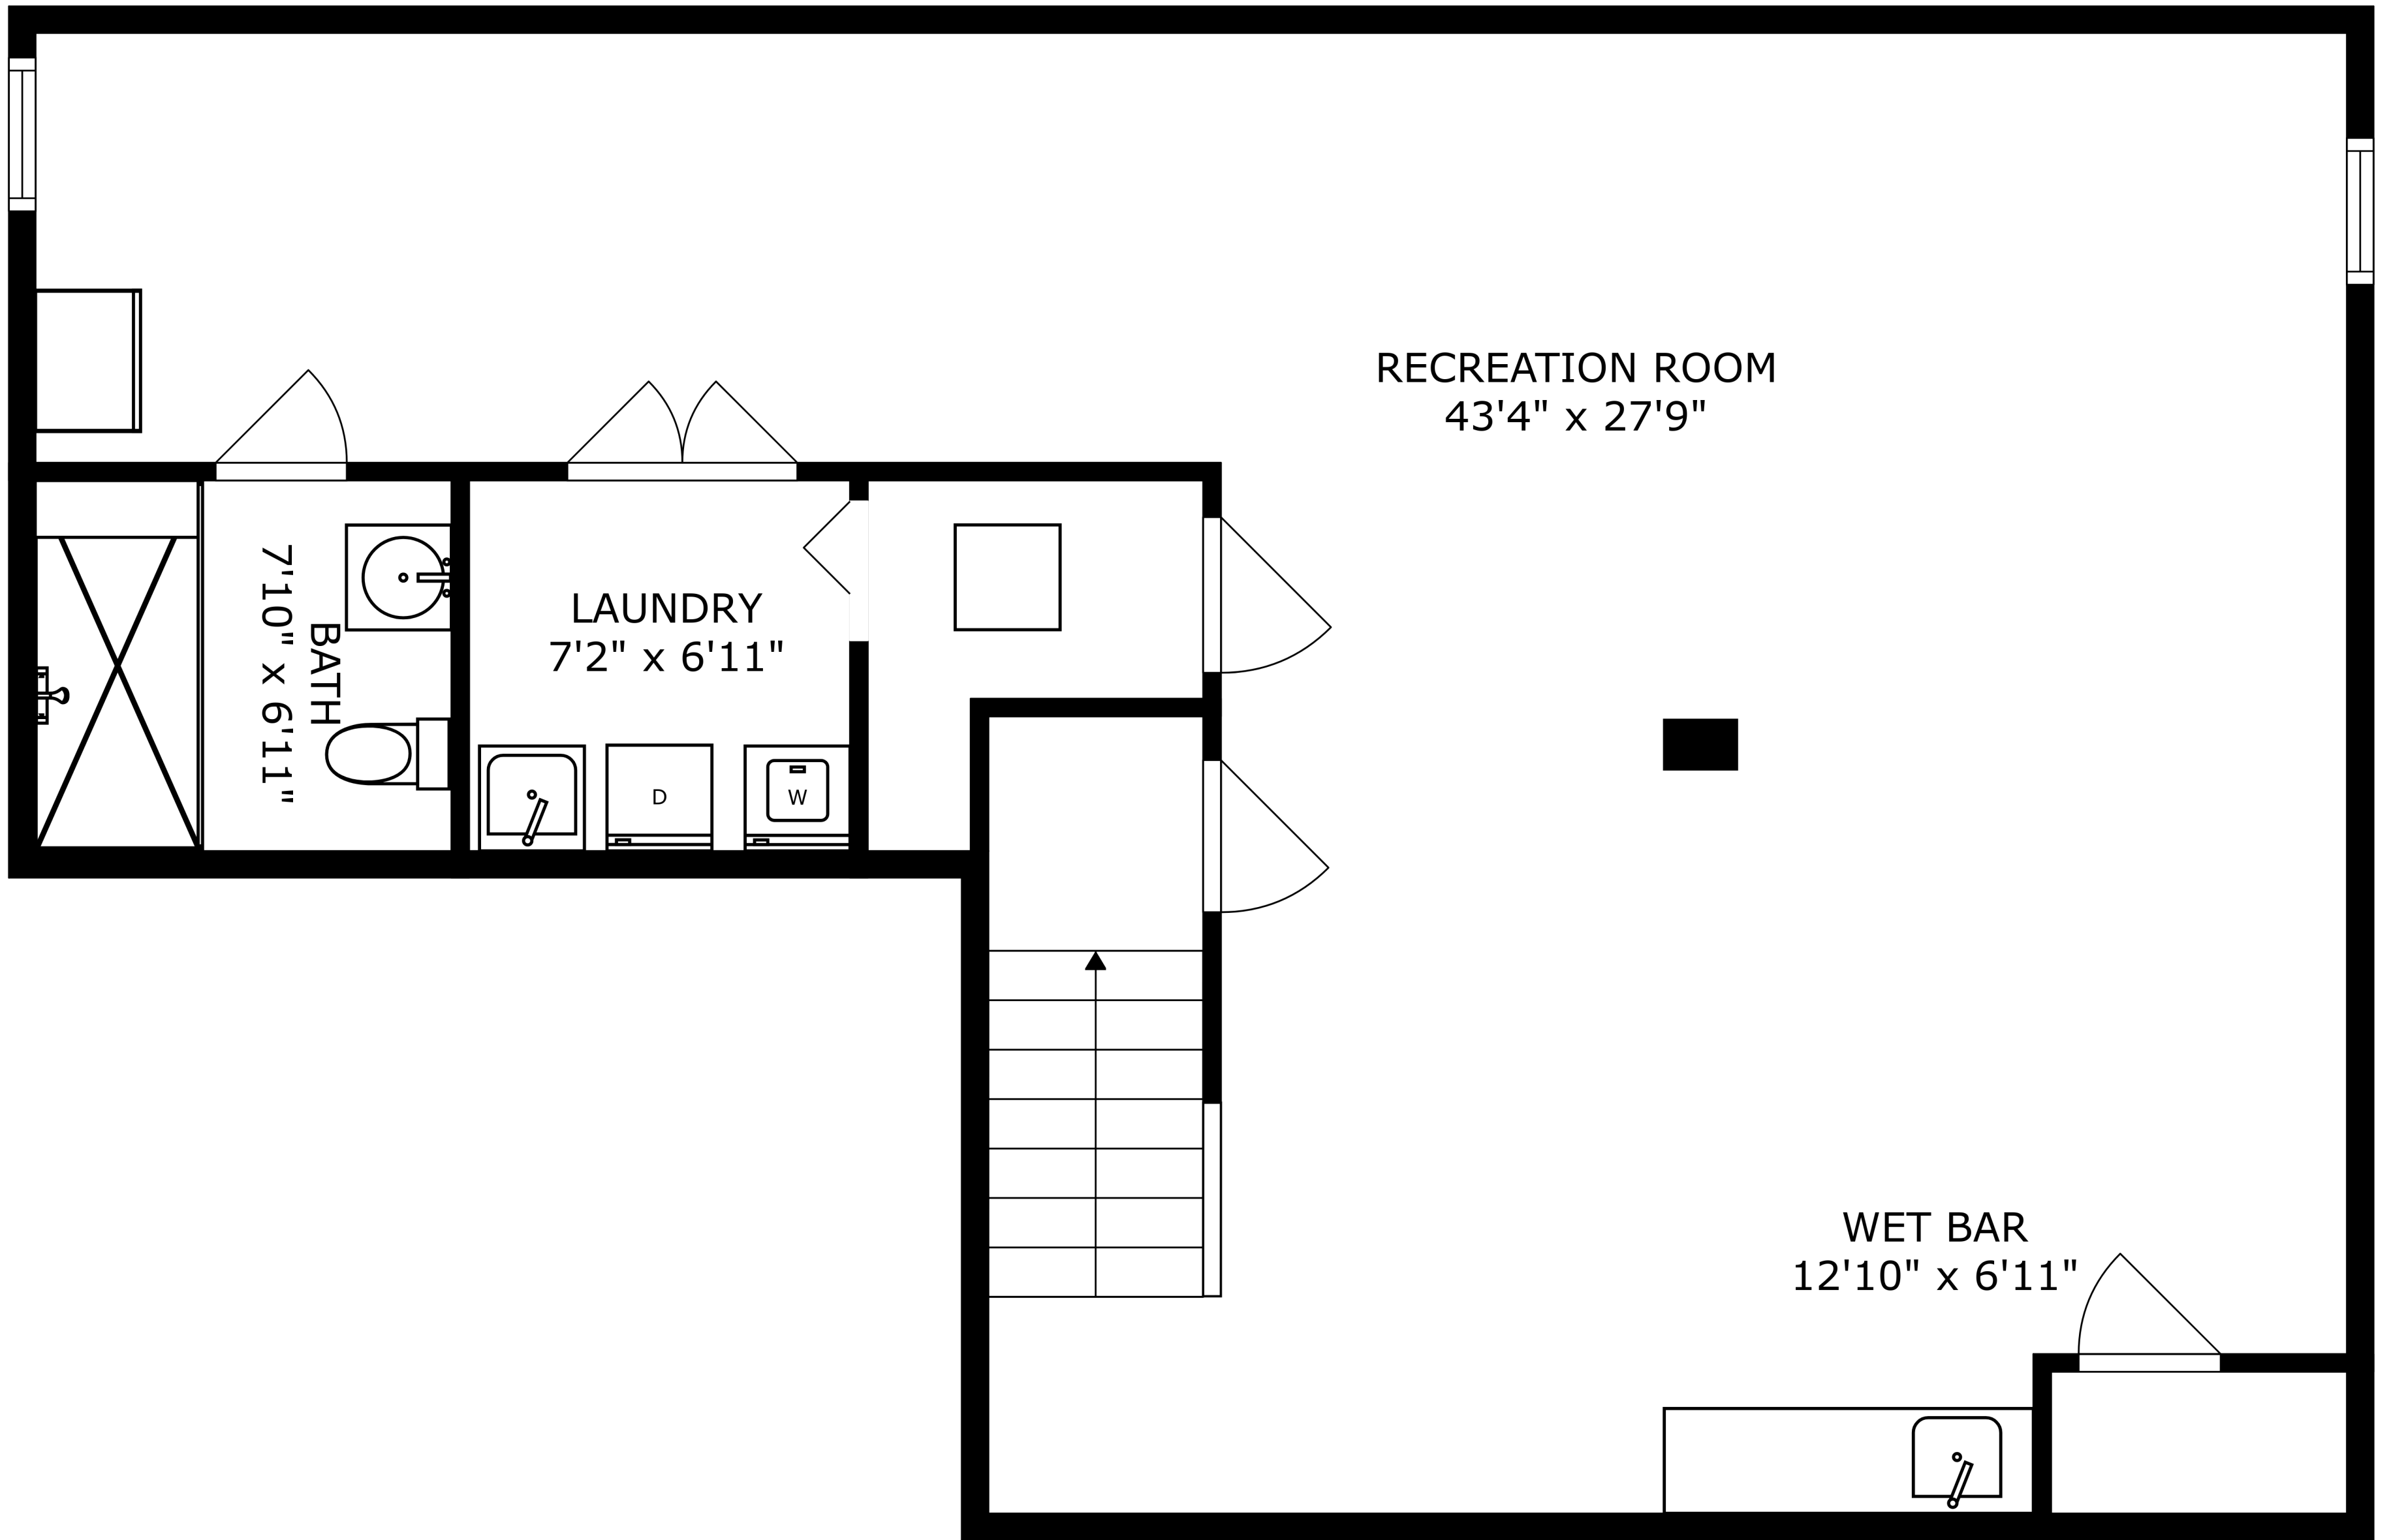 RECREATION ROOM
43'4" x 27'9"
BATH
7'10" x 6'11"
LAUNDRY
7'2" x 6'11"
D
W
WET BAR
12'10" x 6'11"